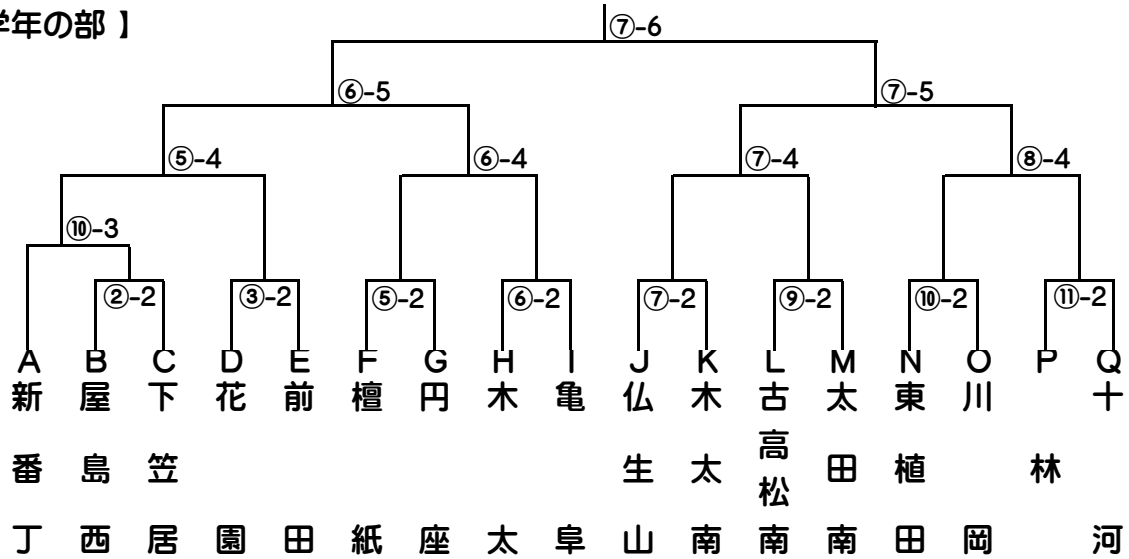 学年の部 】
⑦-6
⑥-5
⑦-5
⑤-4
⑥-4
⑦-4
⑧-4
⑩-3
②-2
③-2
⑤-2
⑥-2
⑦-2
⑨-2
⑩-2
⑪-2
A
B
C
D
E
F
G
H
I
J
K
L
M
N
O
P
Q
新番丁
屋島西
下笠居
花園
前田
檀紙
円座
木太
亀阜
仏生山
木太南
古高松南
太田南
東植田
川岡
林
十河